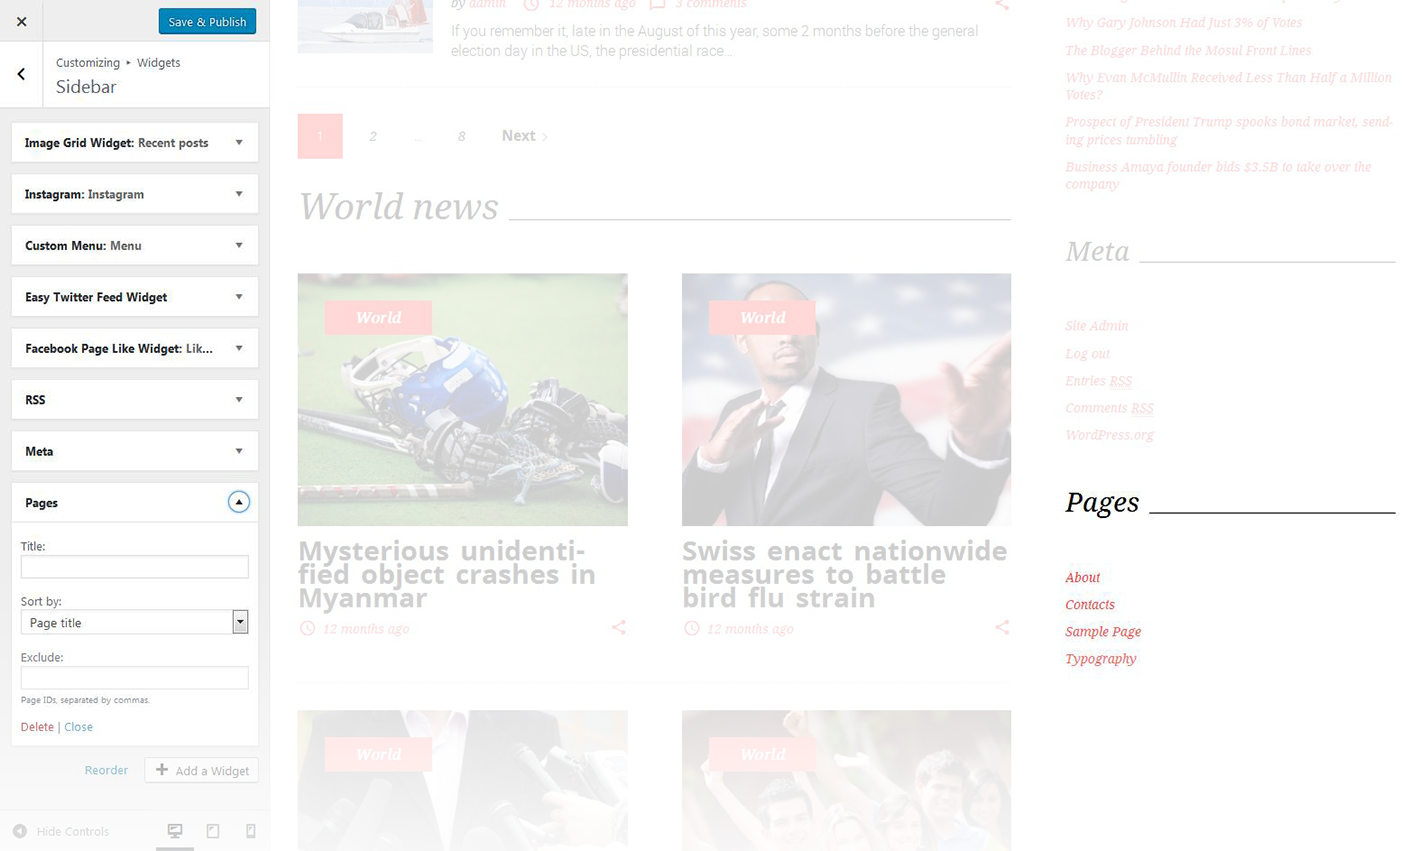 Save & Publish
Customizing ▸ Widgets
Sidebar
Image Grid Widget: Recent posts
Instagram: Instagram
Custom Menu: Menu
Easy Twitter Feed Widget
Facebook Page Like Widget: Lik...
RSS
Meta
Pages
Title:
Sort by:
Page title
Exclude:
Page IDs, separated by commas.
Delete | Close
Reorder
Add a Widget
Hide Controls
by admin 12 months ago 3 comments
If you remember it, late in the August of this year, some 2 months before the general
election day in the US, the presidential race...
1 2 ... 8 Next
World news
World
Mysterious unidenti-
fied object crashes in
Myanmar
12 months ago
World
Swiss enact nationwide
measures to battle
bird flu strain
12 months ago
World
World
Why Gary Johnson Had Just 3% of Votes
The Blogger Behind the Mosul Front Lines
Why Evan McMullin Received Less Than Half a Million
Votes?
Prospect of President Trump spooks bond market, send-
ing prices tumbling
Business Amaya founder bids $3.5B to take over the
company
Meta
Site Admin
Log out
Entries RSS
Comments RSS
WordPress.org
Pages
About
Contacts
Sample Page
Typography